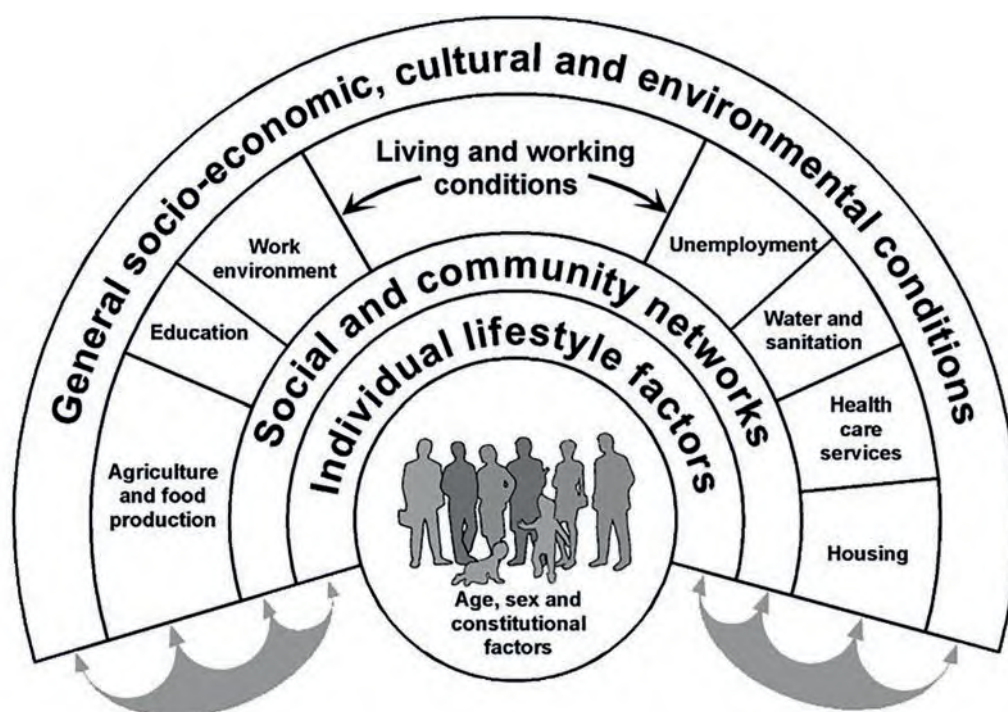 General socio-economic, cultural and environmental conditions
Living and working
conditions
Work
environment
Education
Agriculture
and food
production
Unemployment
Water and
sanitation
Health
care
services
Housing
Social and community networks
Individual lifestyle factors
Age, sex and
constitutional
factors